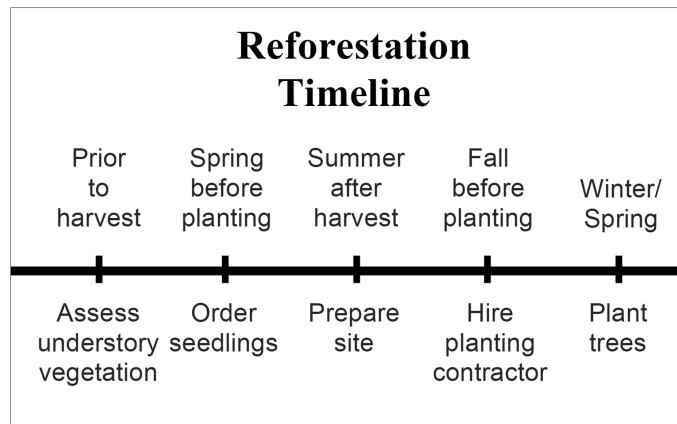 Reforestation
Timeline
Prior
to
harvest
Spring
before
planting
Summer
after
harvest
Fall
before
planting
Winter/
Spring
Assess
understory
vegetation
Order
seedlings
Prepare
site
Hire
planting
contractor
Plant
trees